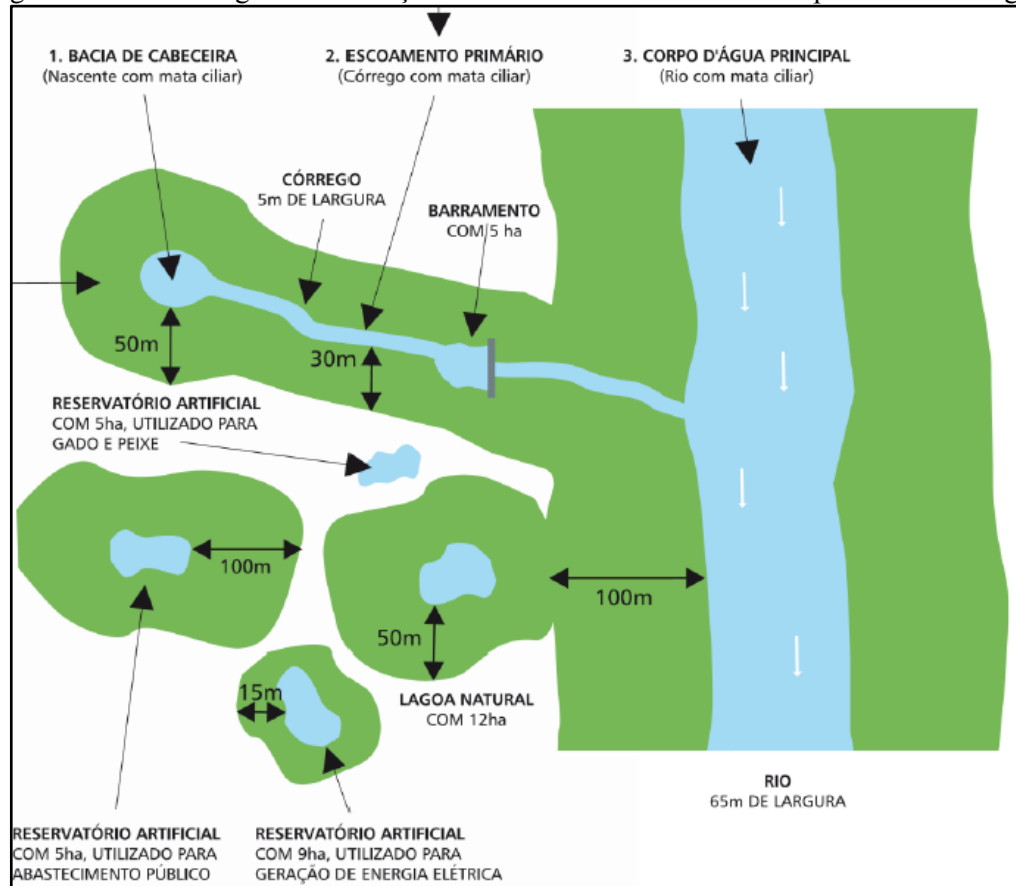 1. BACIA DE CABECEIRA
(Nascente com mata ciliar)
2. ESCOAMENTO PRIMÁRIO
(Córrego com mata ciliar)
3. CORPO D'ÁGUA PRINCIPAL
(Rio com mata ciliar)
CÓRREGO
5m DE LARGURA
BARRAMENTO
COM 5 ha
50m
30m
RESERVATÓRIO ARTIFICIAL
COM 5ha, UTILIZADO PARA
GADO E PEIXE
100m
100m
50m
15m
LAGOA NATURAL
COM 12ha
RIO
65m DE LARGURA
RESERVATÓRIO ARTIFICIAL
COM 5ha, UTILIZADO PARA
ABASTECIMENTO PÚBLICO
RESERVATÓRIO ARTIFICIAL
COM 9ha, UTILIZADO PARA
GERAÇÃO DE ENERGIA ELÉTRICA